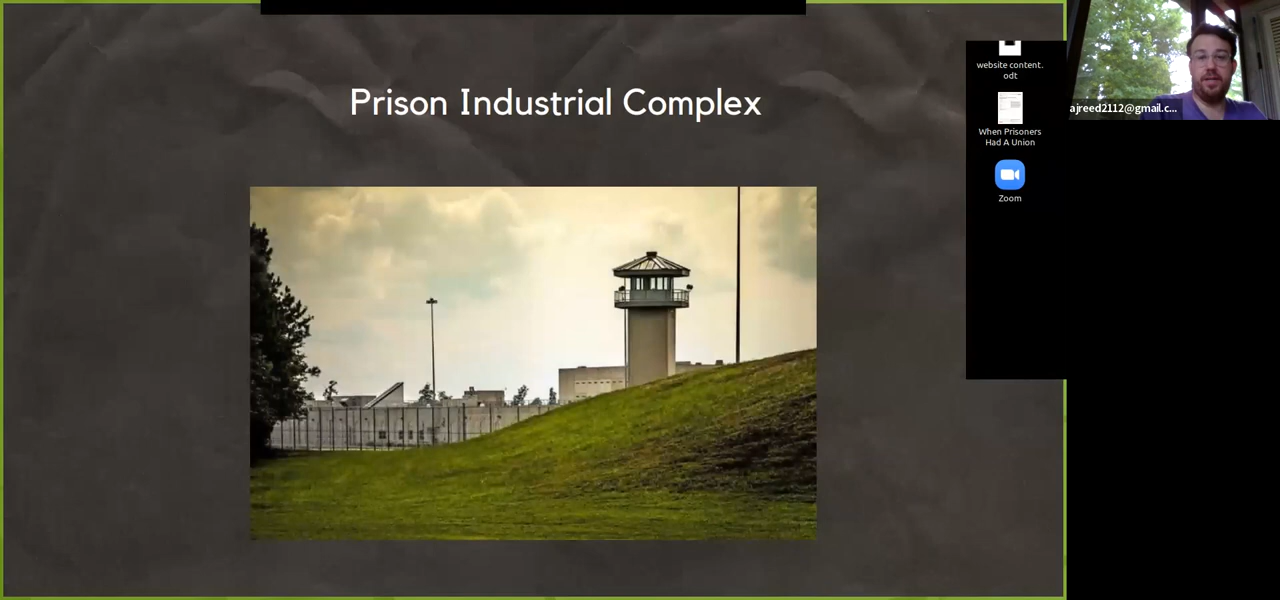 Prison Industrial Complex
website content.
odt
When Prisoners
Had A Union
Zoom
ajreed2112@gmail.c...